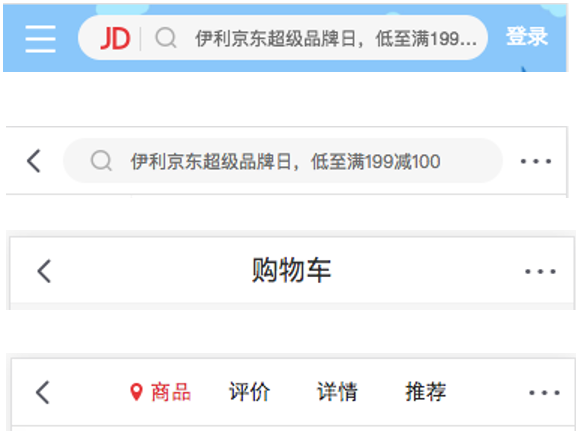 JD 伊利京东超级品牌日，低至满199... 登录
伊利京东超级品牌日，低至满199减100
购物车
商品 评价 详情 推荐